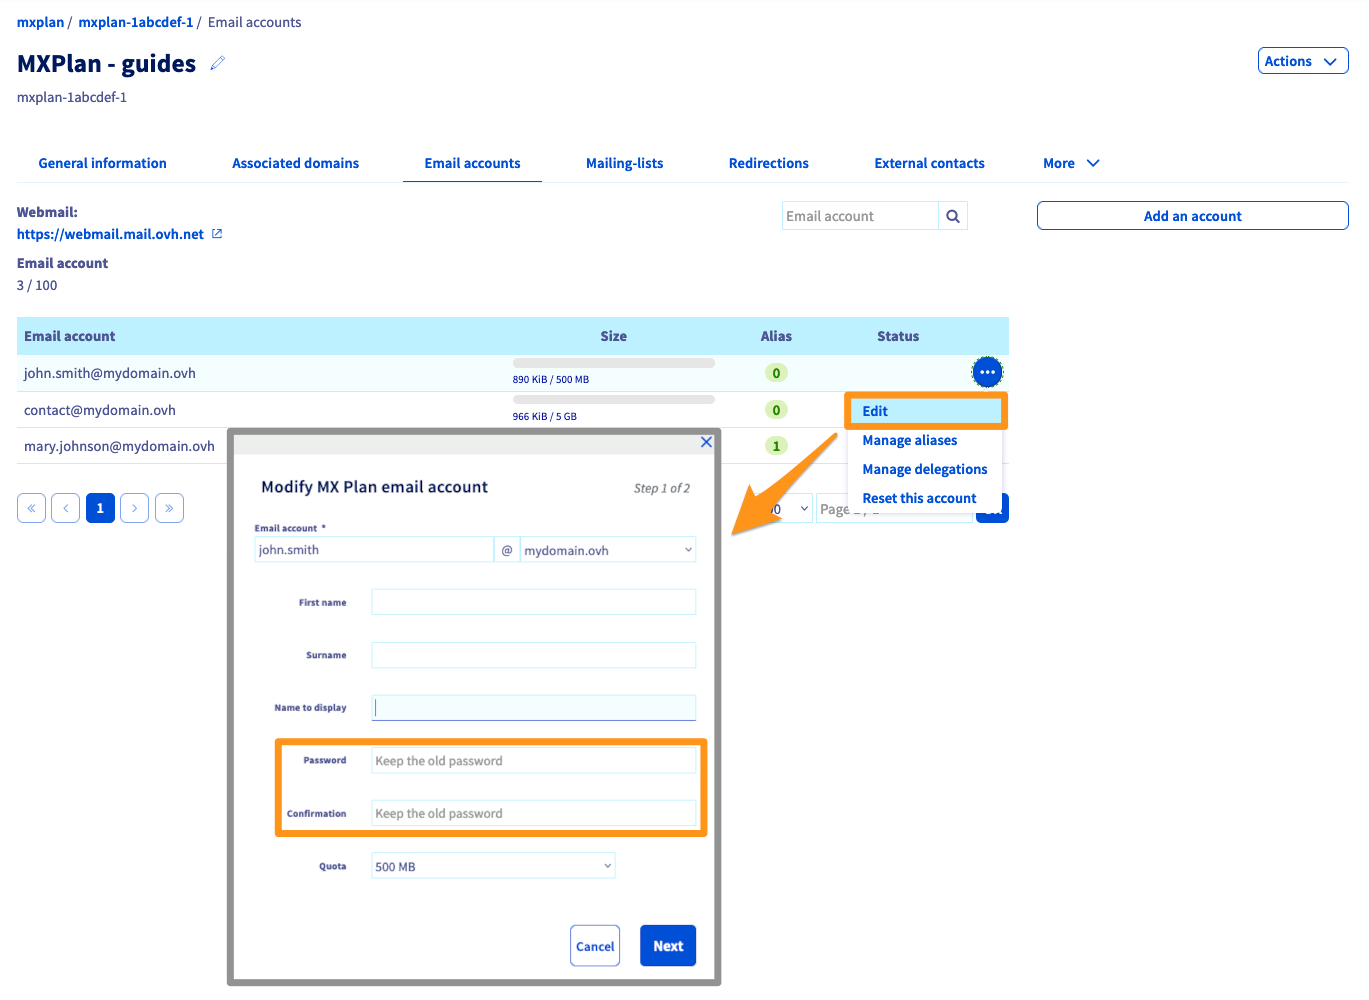 mxplan / mxplan-1abcdef-1 / Email accounts
MXPlan - guides
Actions
mxplan-1abcdef-1
General information Associated domains Email accounts Mailing-lists Redirections External contacts More
Webmail:
https://webmail.mail.ovh.net
Email account
Add an account
Email account
3 / 100
Email account Size Alias Status
john.smith@mydomain.ovh 890 KiB / 500 MB 0 ...
contact@mydomain.ovh 966 KiB / 5 GB 0
mary.johnson@mydomain.ovh 1
Edit
Manage aliases
Manage delegations
Reset this account
« < 1 > »
Page
Modify MX Plan email account Step 1 of 2
Email account *
john.smith @ mydomain.ovh
First name
Surname
Name to display
Password Keep the old password
Confirmation Keep the old password
Quota 500 MB
Cancel Next